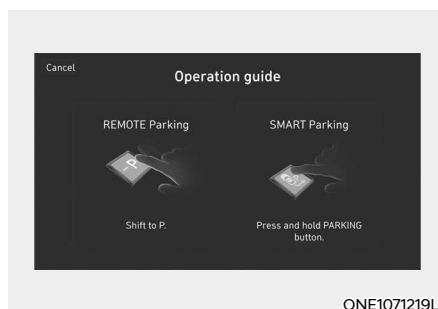 Cancel
Operation guide
REMOTE Parking
SMART Parking
P
Shift to P.
Press and hold PARKING
button.
ONE1071219L